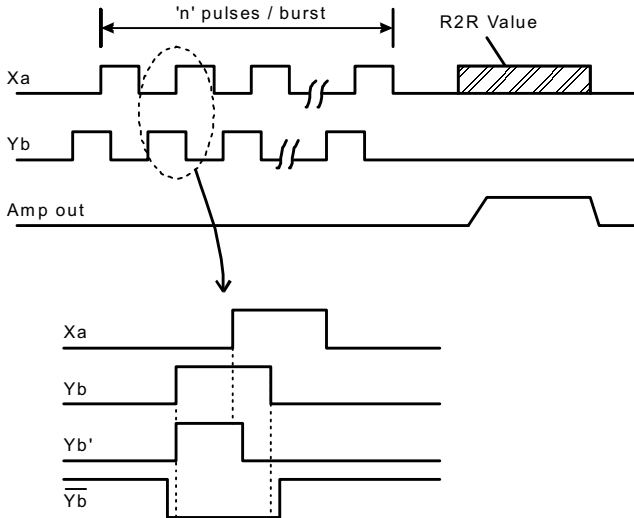 'n' pulses / burst
R2R Value
Xa
Yb
Amp out
Xa
Yb
Yb'
Yb